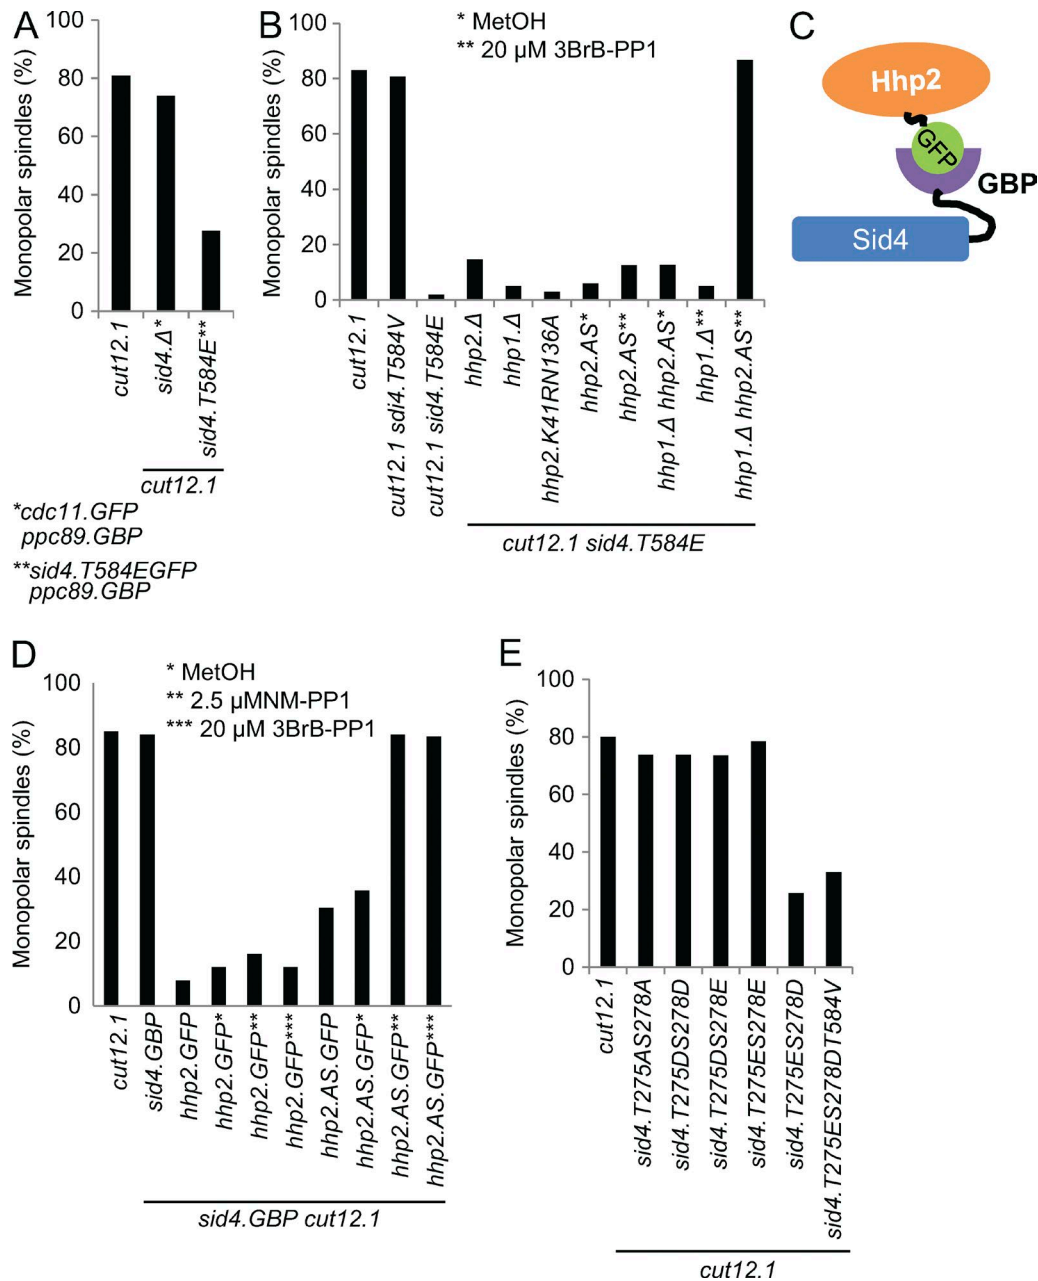 A
Monopolar spindles (%)
100
80
60
40
20
0
cut12.1
sid4.Δ*
sid4.T584E**
cut12.1
*cdc11.GFP
ppc89.GBP
**sid4.T584EGFP
ppc89.GBP
B
* MetOH
** 20 µM 3BrB-PP1
Monopolar spindles (%)
100
80
60
40
20
0
cut12.1
cut12.1 sdi4.T584V
cut12.1 sid4.T584E
hhp2.Δ
hhp1.Δ
hhp2.K41RN136A
hhp2.AS*
hhp2.AS**
hhp1.Δ hhp2.AS*
hhp1.Δ**
hhp1.Δ hhp2.AS**
cut12.1 sid4.T584E
C
Hhp2
GFP
GBP
Sid4
D
* MetOH
** 2.5 µMNM-PP1
*** 20 µM 3BrB-PP1
Monopolar spindles (%)
100
80
60
40
20
0
cut12.1
sid4.GBP
hhp2.GFP
hhp2.GFP*
hhp2.GFP**
hhp2.GFP***
hhp2.AS.GFP
hhp2.AS.GFP*
hhp2.AS.GFP**
hhp2.AS.GFP***
sid4.GBP cut12.1
E
Monopolar spindles (%)
100
80
60
40
20
0
cut12.1
sid4.T275AS278A
sid4.T275DS278D
sid4.T275DS278E
sid4.T275ES278E
sid4.T275ES278D
sid4.T275ES278DT584V
cut12.1